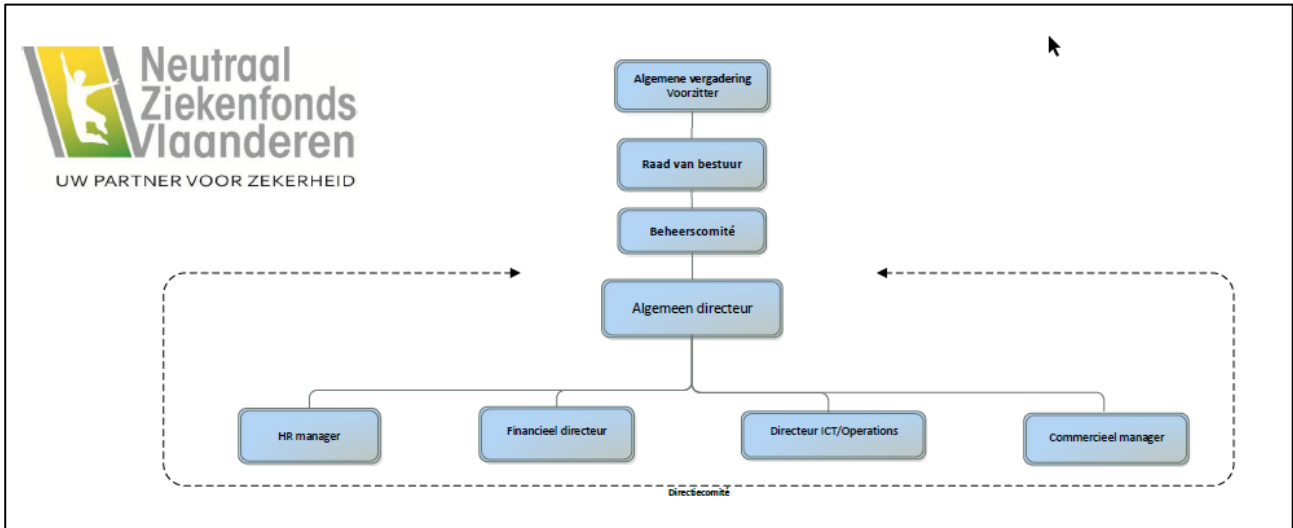 Neutraal
Ziekenfonds
Vlaanderen
UW PARTNER VOOR ZEKERHEID
Algemene vergadering
Voorzitter
Raad van bestuur
Beheerscomité
Algemeen directeur
HR manager
Financieel directeur
Directeur ICT/Operations
Commercieel manager
Directiecomité